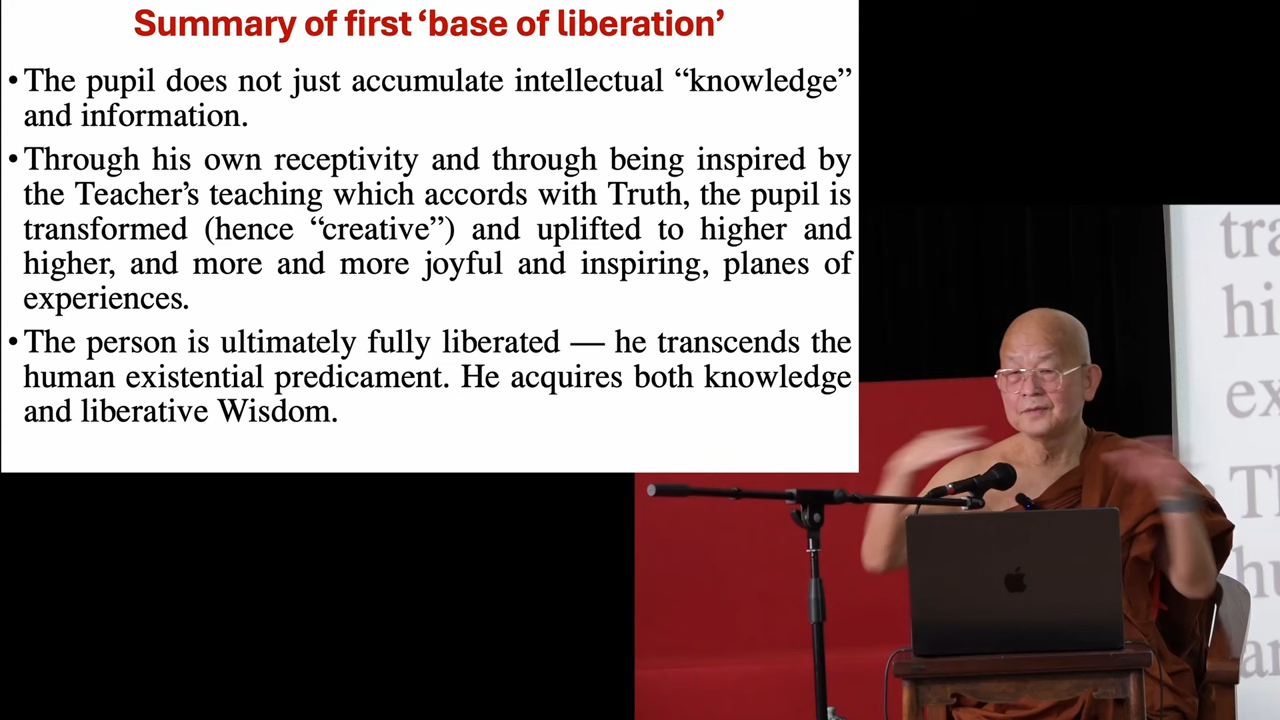 Summary of first ‘base of liberation’
•The pupil does not just accumulate intellectual “knowledge”
and information.
•Through his own receptivity and through being inspired by
the Teacher’s teaching which accords with Truth, the pupil is
transformed (hence “creative”) and uplifted to higher and
higher, and more and more joyful and inspiring, planes of
experiences.
•The person is ultimately fully liberated — he transcends the
human existential predicament. He acquires both knowledge
and liberative Wisdom.